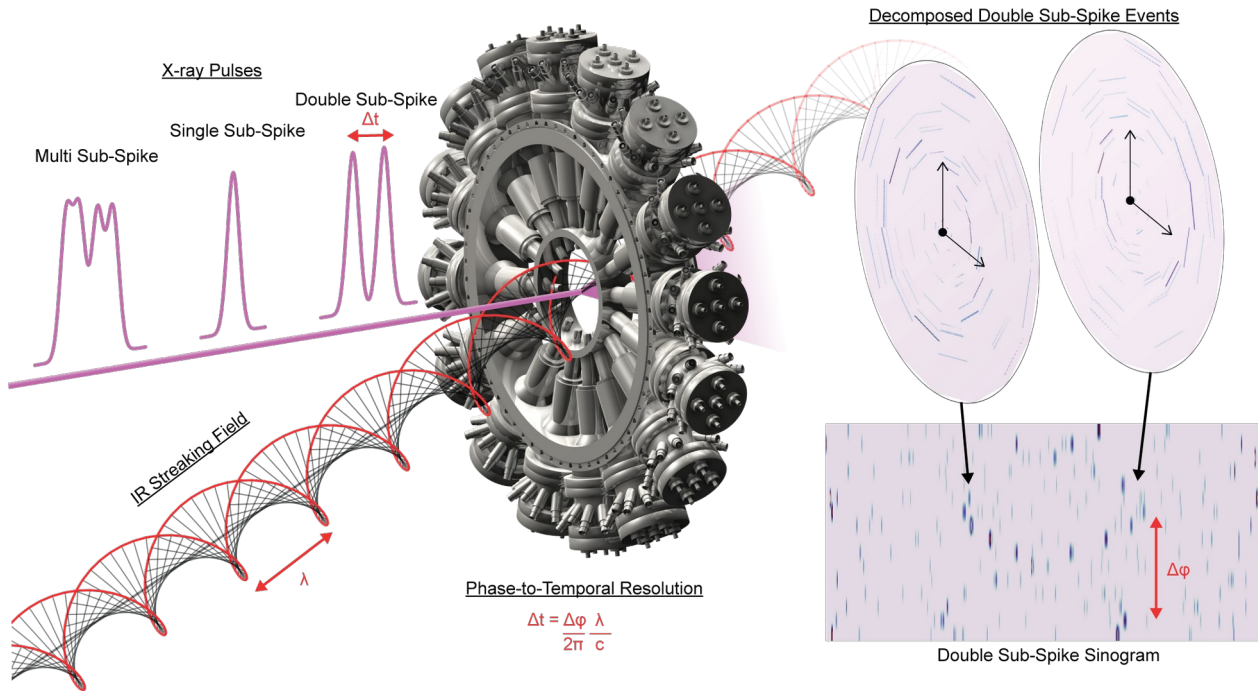 X-ray Pulses
Multi Sub-Spike
Single Sub-Spike
Double Sub-Spike
Δt
IR Streaking Field
λ
Phase-to-Temporal Resolution
Δt = Δφ λ
2π c
Decomposed Double Sub-Spike Events
Δφ
Double Sub-Spike Sinogram